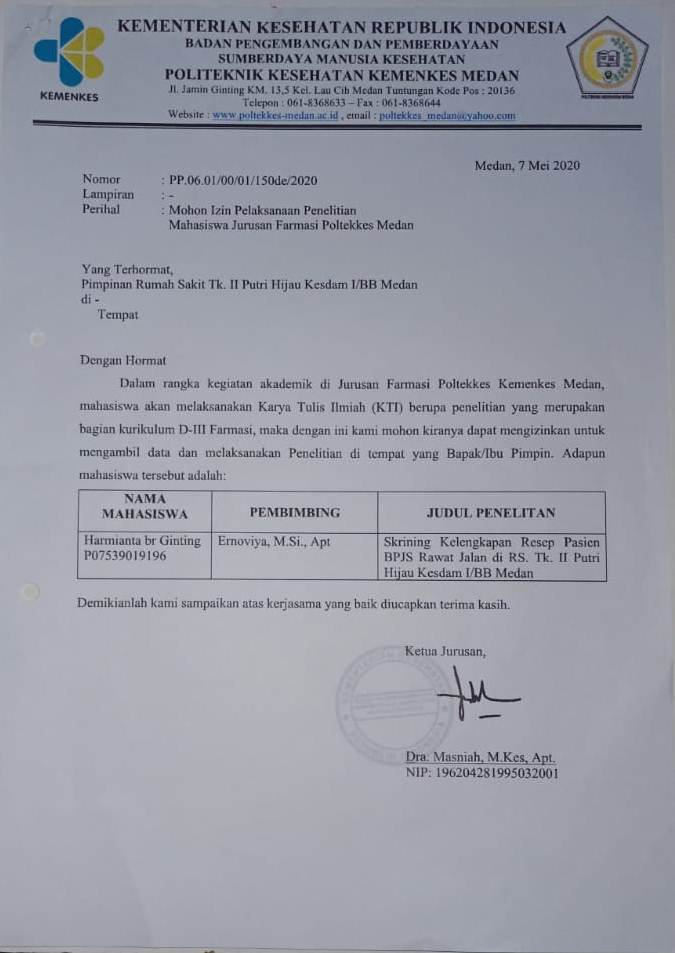 KEMENTERIAN KESEHATAN REPUBLIK INDONESIA
BADAN PENGEMBANGAN DAN PEMBERDAYAAN
SUMBERDAYA MANUSIA KESEHATAN
POLITEKNIK KESEHATAN KEMENKES MEDAN
Jl. Jamin Ginting KM. 13,5 Kel. Lau Cih Medan Tuntungan Kode Pos : 20136
Telepon : 061-8368633 – Fax : 061-8368644
Website : www.poltekkes-medan.ac.id , email : poltekkes_medan@yahoo.com
KEMENKES
Medan, 7 Mei 2020
Nomor : PP.06.01/00/01/150de/2020
Lampiran : -
Perihal : Mohon Izin Pelaksanaan Penelitian
Mahasiswa Jurusan Farmasi Poltekkes Medan
Yang Terhormat,
Pimpinan Rumah Sakit Tk. II Putri Hijau Kesdam I/BB Medan
di -
Tempat
Dengan Hormat
Dalam rangka kegiatan akademik di Jurusan Farmasi Poltekkes Kemenkes Medan,
mahasiswa akan melaksanakan Karya Tulis Ilmiah (KTI) berupa penelitian yang merupakan
bagian kurikulum D-III Farmasi, maka dengan ini kami mohon kiranya dapat mengizinkan untuk
mengambil data dan melaksanakan Penelitian di tempat yang Bapak/Ibu Pimpin. Adapun
mahasiswa tersebut adalah:
NAMA MAHASISWA PEMBIMBING JUDUL PENELITAN
Harmianta br Ginting Ernoviya, M.Si., Apt Skrining Kelengkapan Resep Pasien
P07539019196 BPJS Rawat Jalan di RS. Tk. II Putri
Hijau Kesdam I/BB Medan
Demikianlah kami sampaikan atas kerjasama yang baik diucapkan terima kasih.
Ketua Jurusan,
Dra. Masniah, M.Kes, Apt.
NIP: 196204281995032001